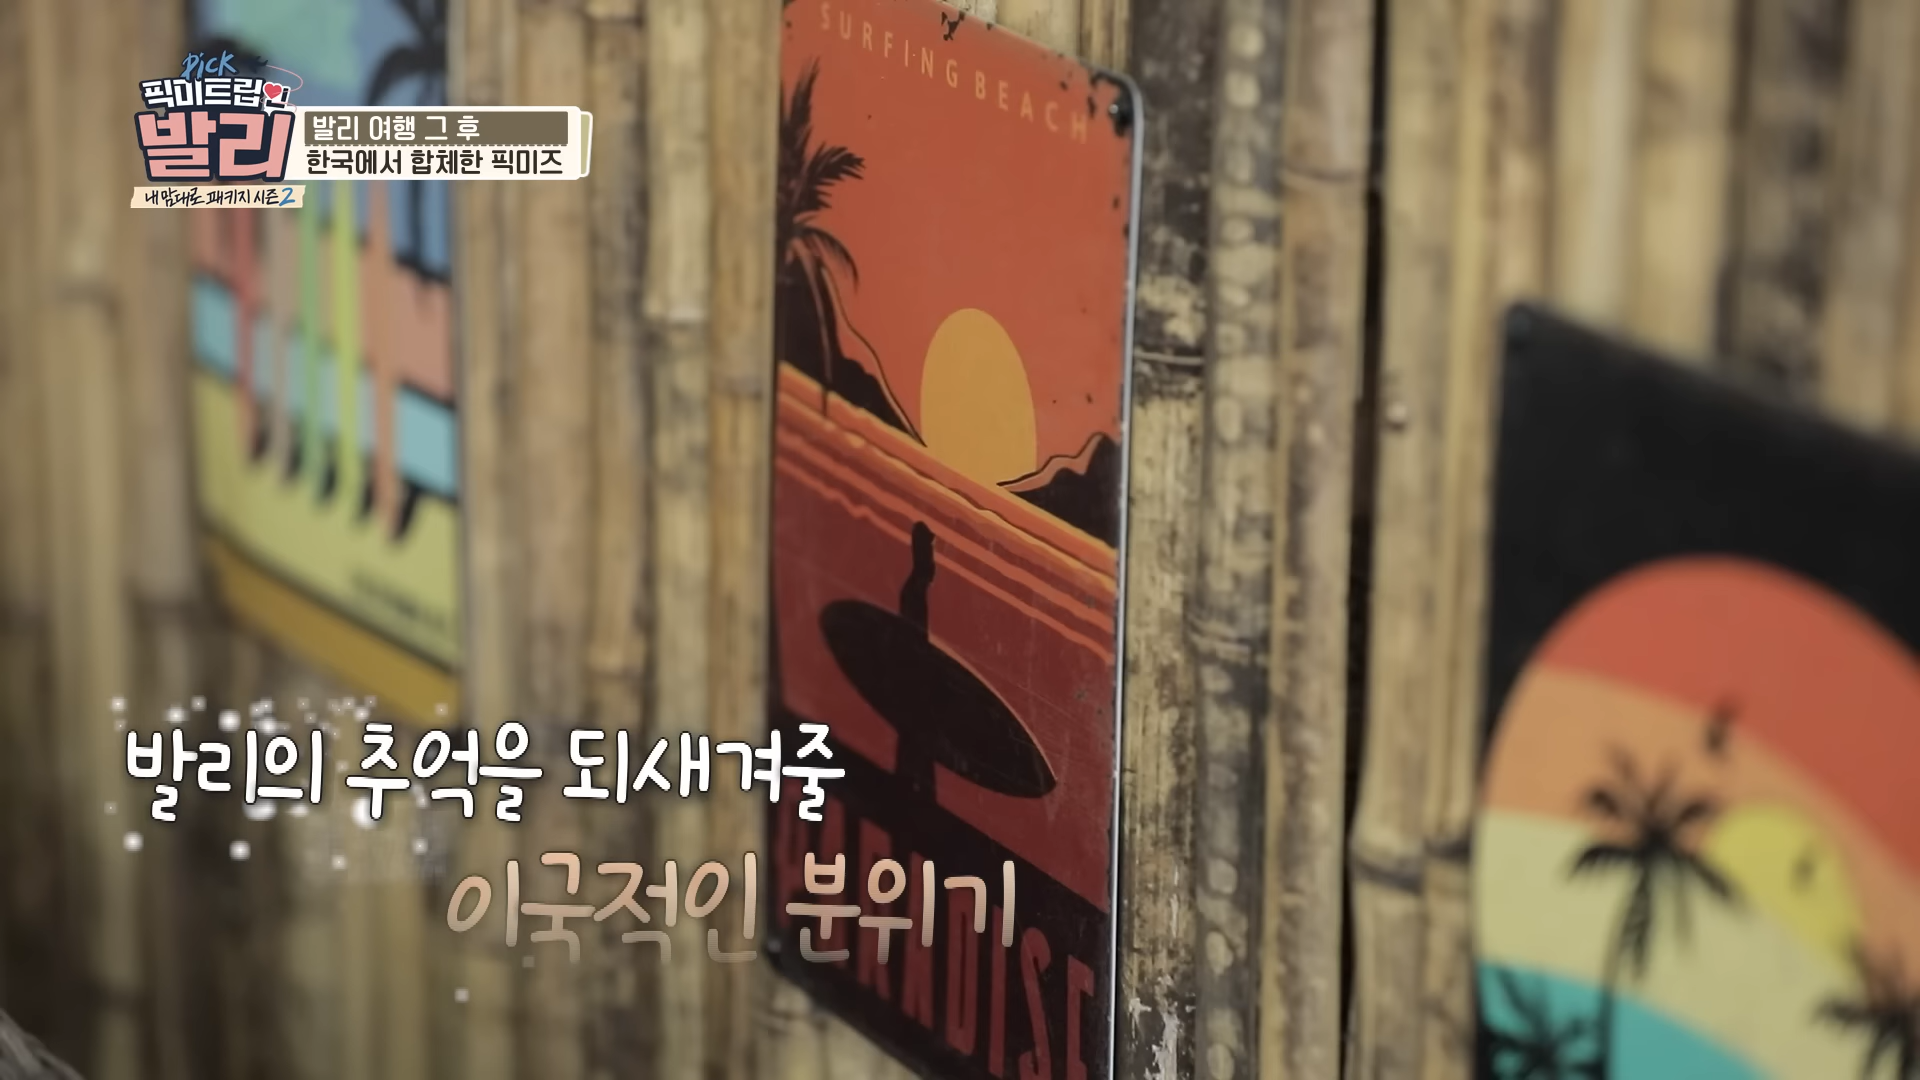 Pick
픽미트립 인
발리
내 맘대로 패키지 시즌2
발리 여행 그 후
한국에서 합체한 픽미즈
SURFING BEACH
발리의 추억을 되새겨줄
이국적인 분위기
PARADISE